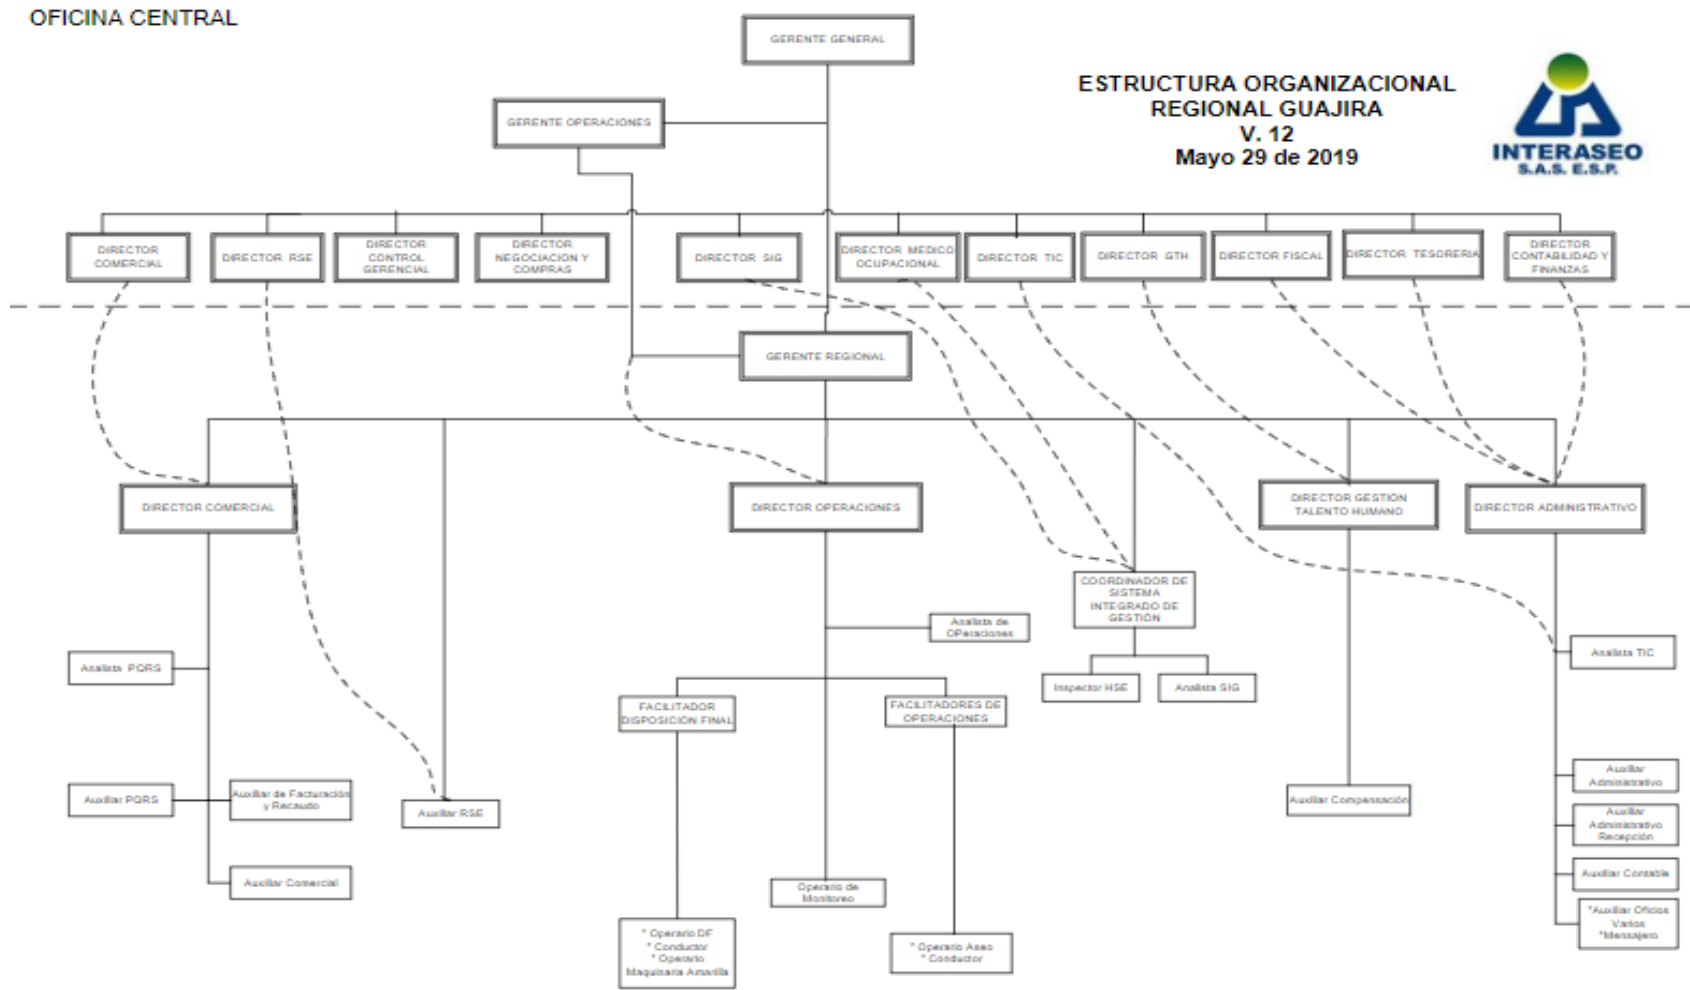 OFICINA CENTRAL
GERENTE GENERAL
ESTRUCTURA ORGANIZACIONAL
REGIONAL GUAJIRA
V. 12
Mayo 29 de 2019
INTERASEO
S.A.S. E.S.P.
GERENTE OPERACIONES
DIRECTOR
COMERCIAL
DIRECTOR RSE
DIRECTOR
CONTROL
GERENCIAL
DIRECTOR
NEGOCIACION Y
COMPRAS
DIRECTOR SIG
DIRECTOR MEDICO
OCUPACIONAL
DIRECTOR TIC
DIRECTOR GTH
DIRECTOR FISCAL
DIRECTOR TESORERIA
DIRECTOR
CONTABILIDAD Y
FINANZAS
GERENTE REGIONAL
DIRECTOR COMERCIAL
DIRECTOR OPERACIONES
DIRECTOR GESTIÓN
TALENTO HUMANO
DIRECTOR ADMINISTRATIVO
COORDINADOR DE
SISTEMA
INTEGRADO DE
GESTIÓN
Analista de
OPeraciones
Analista PQRS
Analista TIC
Inspector HSE
Analista SIG
FACILITADOR
DISPOSICIÓN FINAL
FACILITADORES DE
OPERACIONES
Auxiliar PQRS
Auxiliar de Facturación
y Recaudo
Auxiliar RSE
Auxiliar Compensación
Auxiliar
Administrativo
Auxiliar
Administrativo
Recepción
Auxiliar Comercial
Operario de
Monitoreo
Auxiliar Contable
* Operario DF
* Conductor
* Operario
Maquinaria Amarilla
* Operario Aseo
* Conductor
*Auxiliar Oficios
Varios
*Mensajero